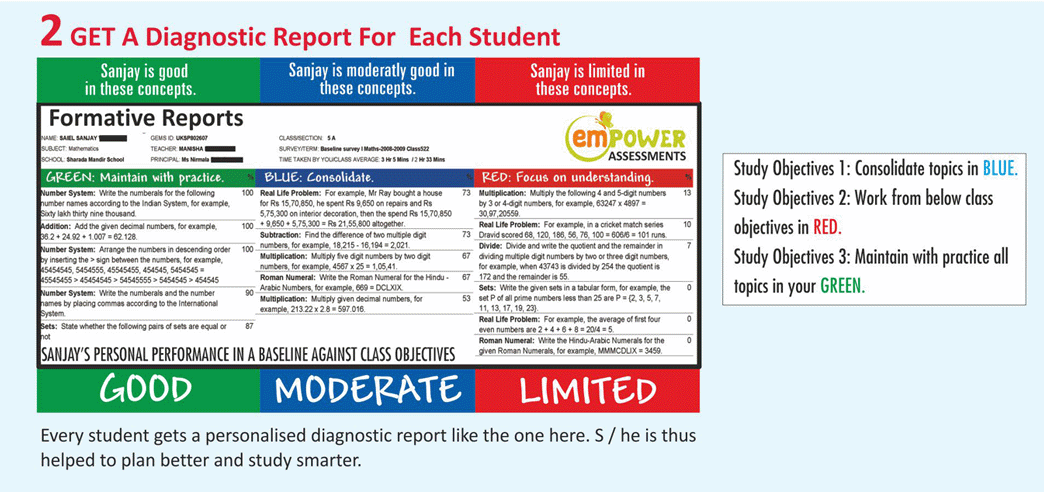 2 GET A Diagnostic Report For Each Student
Sanjay is good
in these concepts.
Sanjay is moderatly good in
these concepts.
Sanjay is limited in
these concepts.
Formative Reports
NAME: SAIEL SANJAY
GEMS ID: UKSP802607
CLASS/SECTION: 5 A
SUBJECT: Mathematics
TEACHER: MANISHA
SURVEY/TERM: Baseline survey I Maths-2008-2009 Class522
SCHOOL: Sharada Mandir School
PRINCIPAL: Ms Nirmala
TIME TAKEN BY YOU/CLASS AVERAGE: 3 Hr 5 Mins / 2 Hr 33 Mins
emPOWER
ASSESSMENTS
GREEN: Maintain with practice. %
Number System: Write the numberals for the following 100
number names according to the Indian System, for example,
Sixty lakh thirty nine thousand.
Addition: Add the given decimal numbers, for example, 100
36.2 + 24.92 + 1.007 = 62.128.
Number System: Arrange the numbers in descending order 100
by inserting the > sign between the numbers, for example,
45454545, 5454555, 45545455, 454545, 5454545 =
45545455 > 45454545 > 54545555 > 5454545 > 454545
Number System: Write the numberals and the number 90
names by placing commas according to the International
System.
Sets: State whether the following pairs of sets are equal or 87
not
BLUE: Consolidate. %
Real Life Problem: For example, Mr Ray bought a house 73
for Rs 15,70,850, he spent Rs 9,650 on repairs and Rs
5,75,300 on interior decoration, then the spend Rs 15,70,850
+ 9,650 + 5,75,300 = Rs 21,55,800 altogether.
Subtraction: Find the difference of two multiple digit 73
numbers, for example, 18,215 - 16,194 = 2,021.
Multiplication: Multiply five digit numbers by two digit 67
numbers, for example, 4567 x 25 = 1,05,41.
Roman Numeral: Write the Roman Numeral for the Hindu - 67
Arabic Numbers, for example, 669 = DCLXIX.
Multiplication: Multiply given decimal numbers, for 53
example, 213.22 x 2.8 = 597.016.
RED: Focus on understanding. %
Multiplication: Multiply the following 4 and 5-digit numbers 13
by 3 or 4-digit numbers, for example, 63247 x 4897 =
30,97,20559.
Real Life Problem: For example, in a cricket match series 10
Dravid scored 68, 120, 186, 56, 76, 100 = 606/6 = 101 runs.
Divide: Divide and write the quotient and the remainder in 7
dividing multiple digit numbers by two or three digit numbers,
for example, when 43743 is divided by 254 the quotient is
172 and the remainder is 55.
Sets: Write the given sets in a tabular form, for example, the 0
set P of all prime numbers less than 25 are P = {2, 3, 5, 7,
11, 13, 17, 19, 23}.
Real Life Problem: For example, the average of first four 0
even numbers are 2 + 4 + 6 + 8 = 20/4 = 5.
Roman Numeral: Write the Hindu-Arabic Numerals for the 0
given Roman Numerals, for example, MMMCDLIX = 3459.
SANJAY'S PERSONAL PERFORMANCE IN A BASELINE AGAINST CLASS OBJECTIVES
GOOD
MODERATE
LIMITED
Every student gets a personalised diagnostic report like the one here. S / he is thus
helped to plan better and study smarter.
Study Objectives 1: Consolidate topics in BLUE.
Study Objectives 2: Work from below class
objectives in RED.
Study Objectives 3: Maintain with practice all
topics in your GREEN.